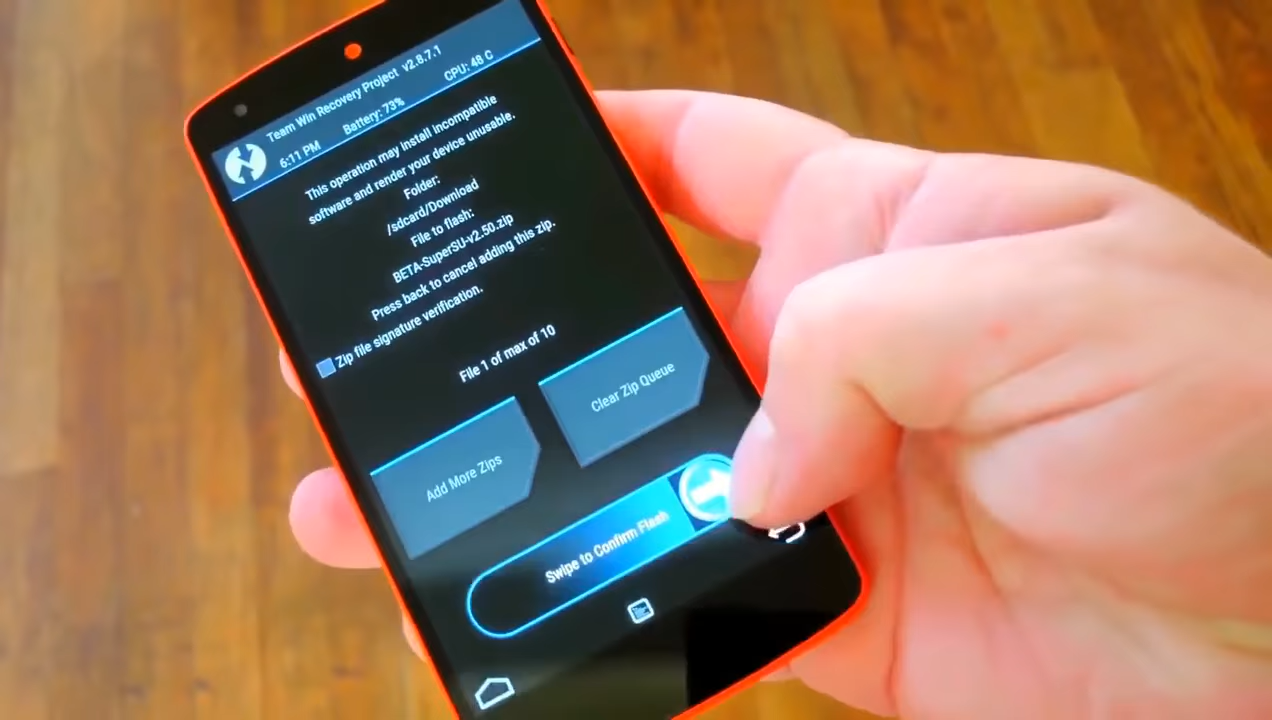 Team Win Recovery Project v2.8.7.1
6:11 PM Battery: 73% CPU: 48 C
This operation may install incompatible
software and render your device unusable.
Folder:
/sdcard/Download
File to flash:
BETA-SuperSU-v2.50.zip
Press back to cancel adding this zip.
Zip file signature verification.
File 1 of max of 10
Clear Zip Queue
Add More Zips
Swipe to Confirm Flash